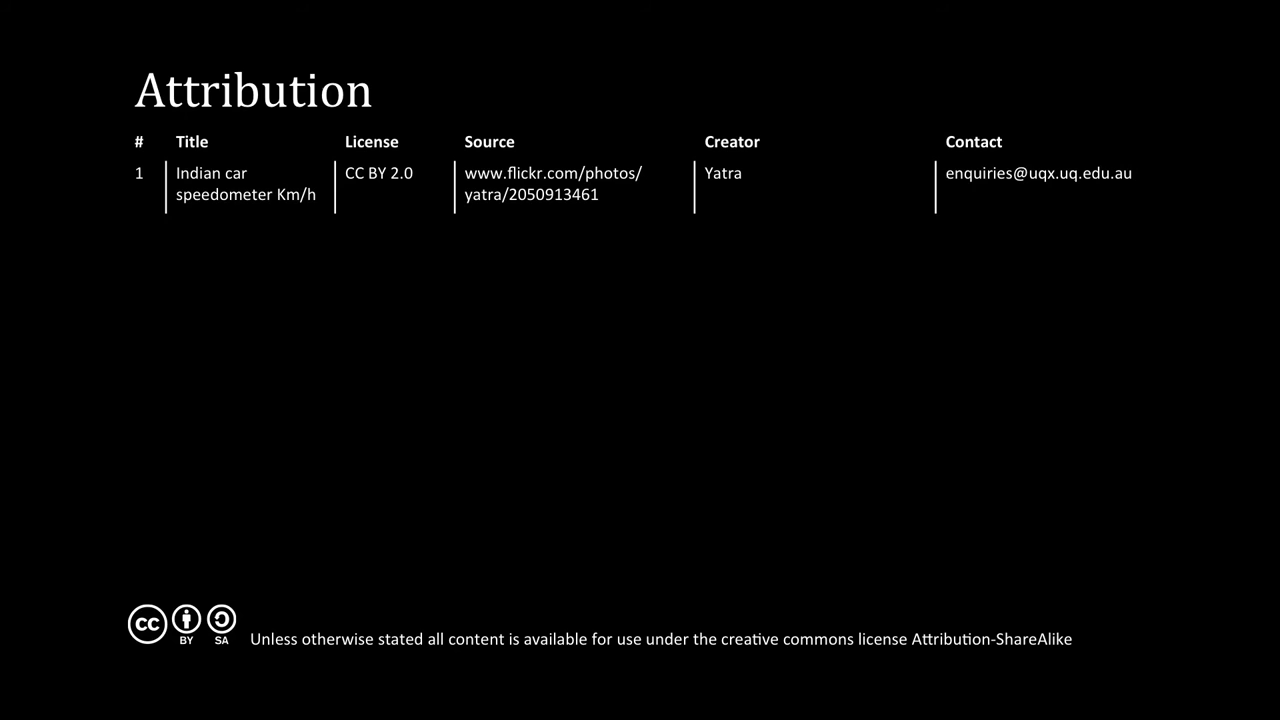 Attribution
# Title License Source Creator Contact
1 Indian car CC BY 2.0 www.flickr.com/photos/ Yatra enquiries@uqx.uq.edu.au
speedometer Km/h yatra/2050913461
cc
BY SA Unless otherwise stated all content is available for use under the creative commons license Attribution-ShareAlike